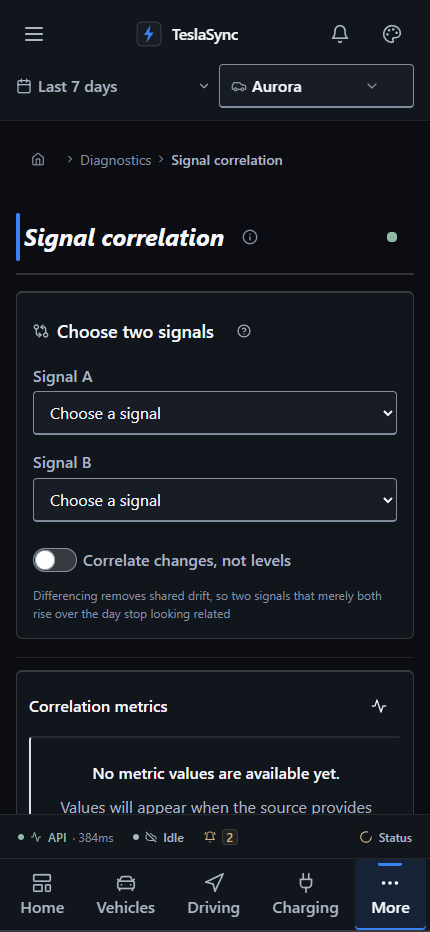 TeslaSync
Last 7 days
Aurora
Diagnostics
Signal correlation
Signal correlation
Choose two signals
Signal A
Choose a signal
Signal B
Choose a signal
Correlate changes, not levels
Differencing removes shared drift, so two signals that merely both
rise over the day stop looking related
Correlation metrics
No metric values are available yet.
Values will appear when the source provides
API · 384ms
Idle
2
Status
Home
Vehicles
Driving
Charging
More